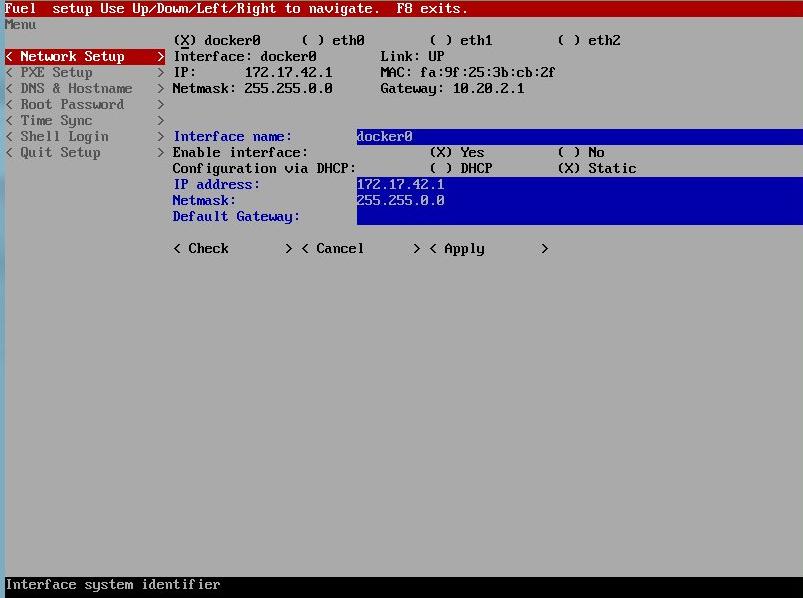 Fuel  setup Use Up/Down/Left/Right to navigate.  F8 exits.
Menu
(X) docker0     ( ) eth0        ( ) eth1        ( ) eth2
< Network Setup    > Interface: docker0        Link: UP
< PXE Setup        > IP:      172.17.42.1      MAC: fa:9f:25:3b:cb:2f
< DNS & Hostname   > Netmask: 255.255.0.0      Gateway: 10.20.2.1
< Root Password    >
< Time Sync        >
< Shell Login      > Interface name:        docker0
< Quit Setup       > Enable interface:               (X) Yes         ( ) No
Configuration via DHCP:         ( ) DHCP        (X) Static
IP address:            172.17.42.1
Netmask:               255.255.0.0
Default Gateway:
< Check       > < Cancel      > < Apply       >
Interface system identifier